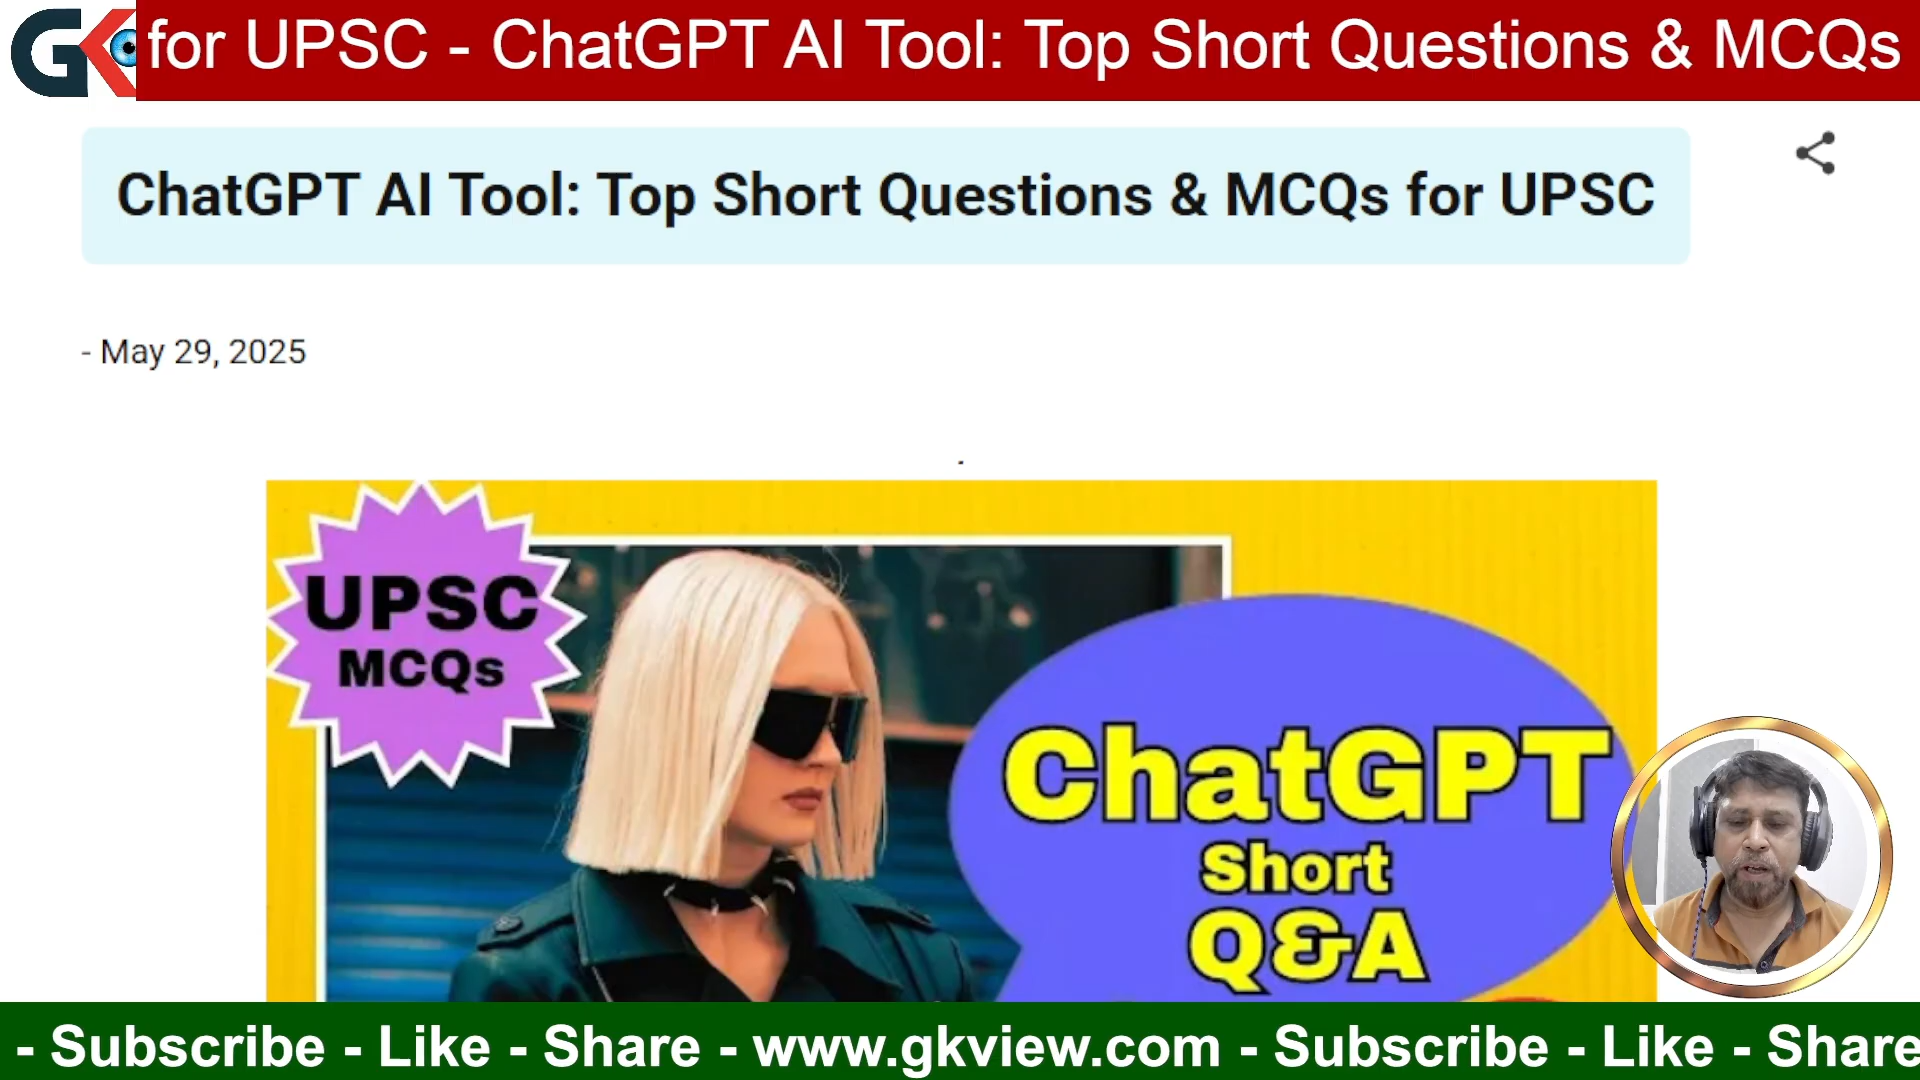 GK for UPSC - ChatGPT AI Tool: Top Short Questions & MCQs
ChatGPT AI Tool: Top Short Questions & MCQs for UPSC
- May 29, 2025
UPSC
MCQs
ChatGPT
Short
Q&A
- Subscribe - Like - Share - www.gkview.com - Subscribe - Like - Share